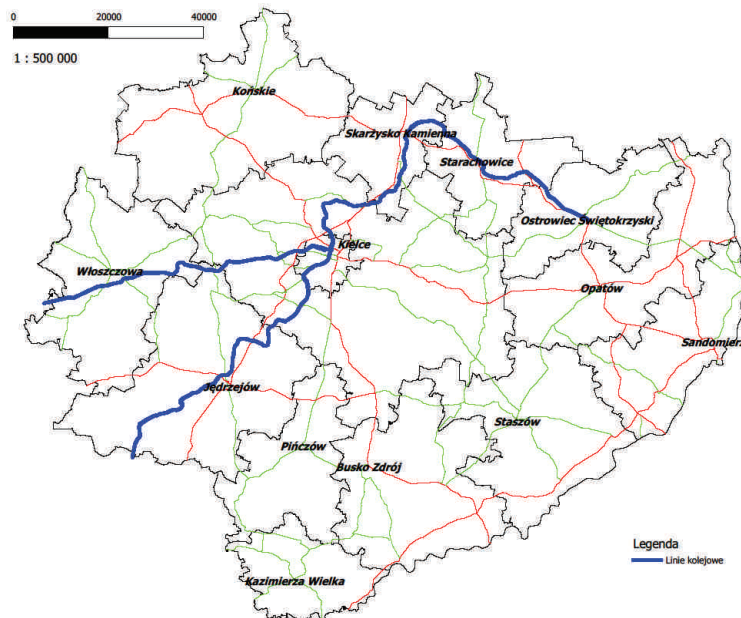 0 20000 40000
1 : 500 000
Końskie
Skarżysko Kamienna
Starachowice
Ostrowiec Świętokrzyski
Kielce
Włoszczowa
Opatów
Sandomierz
Jędrzejów
Staszów
Pińczów
Busko Zdrój
Kazimierza Wielka
Legenda
Linie kolejowe